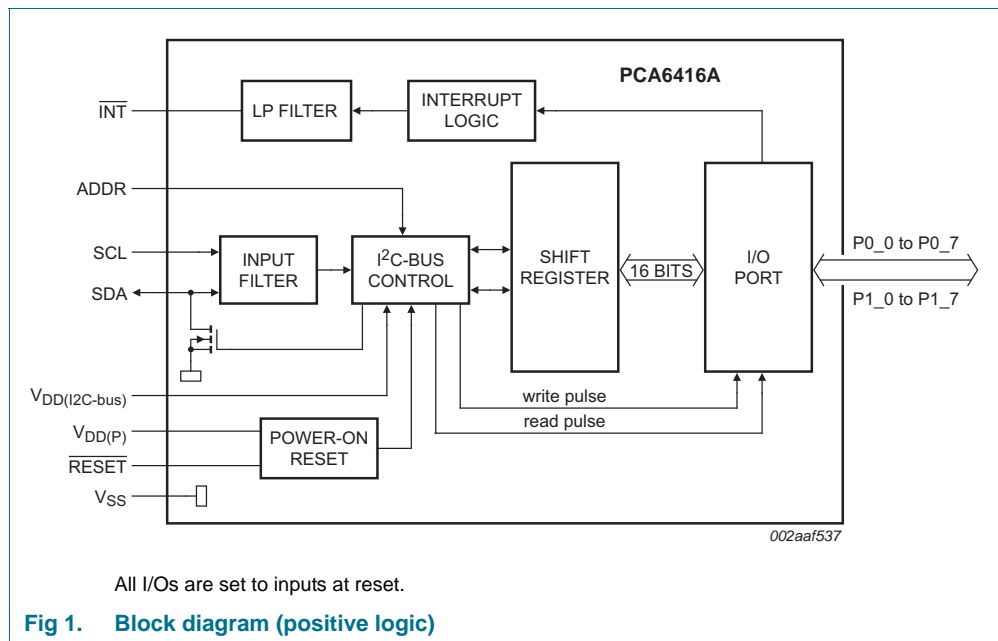 PCA6416A
INT
LP FILTER
INTERRUPT
LOGIC
ADDR
SCL
SDA
INPUT
FILTER
I2C-BUS
CONTROL
SHIFT
REGISTER
16 BITS
I/O
PORT
P0_0 to P0_7
P1_0 to P1_7
VDD(I2C-bus)
write pulse
read pulse
VDD(P)
RESET
POWER-ON
RESET
VSS
002aaf537
All I/Os are set to inputs at reset.
Fig 1. Block diagram (positive logic)